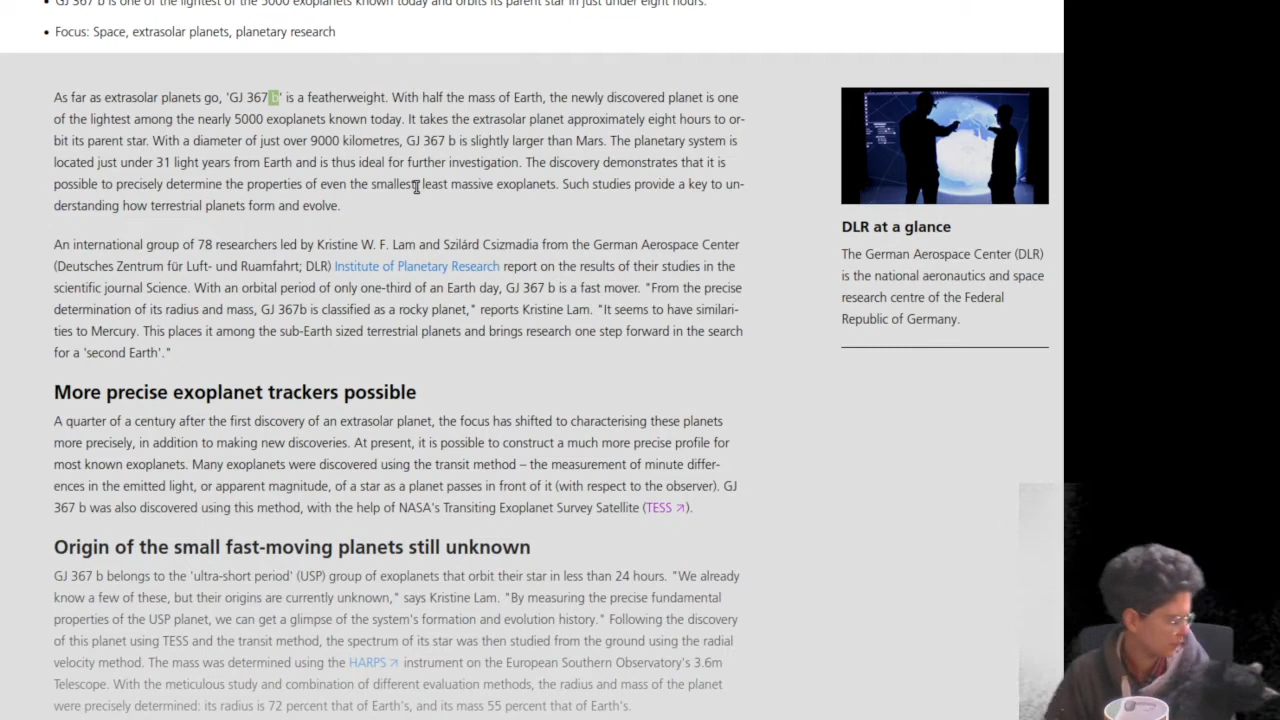 GJ 367 b is one of the lightest of the 5000 exoplanets known today and orbits its parent star in just under eight hours.
Focus: Space, extrasolar planets, planetary research
As far as extrasolar planets go, 'GJ 367 b' is a featherweight. With half the mass of Earth, the newly discovered planet is one
of the lightest among the nearly 5000 exoplanets known today. It takes the extrasolar planet approximately eight hours to or-
bit its parent star. With a diameter of just over 9000 kilometres, GJ 367 b is slightly larger than Mars. The planetary system is
located just under 31 light years from Earth and is thus ideal for further investigation. The discovery demonstrates that it is
possible to precisely determine the properties of even the smallest, least massive exoplanets. Such studies provide a key to un-
derstanding how terrestrial planets form and evolve.
An international group of 78 researchers led by Kristine W. F. Lam and Szilárd Csizmadia from the German Aerospace Center
(Deutsches Zentrum für Luft- und Ruamfahrt; DLR) Institute of Planetary Research report on the results of their studies in the
scientific journal Science. With an orbital period of only one-third of an Earth day, GJ 367 b is a fast mover. "From the precise
determination of its radius and mass, GJ 367b is classified as a rocky planet," reports Kristine Lam. "It seems to have similari-
ties to Mercury. This places it among the sub-Earth sized terrestrial planets and brings research one step forward in the search
for a 'second Earth'."
More precise exoplanet trackers possible
A quarter of a century after the first discovery of an extrasolar planet, the focus has shifted to characterising these planets
more precisely, in addition to making new discoveries. At present, it is possible to construct a much more precise profile for
most known exoplanets. Many exoplanets were discovered using the transit method – the measurement of minute differ-
ences in the emitted light, or apparent magnitude, of a star as a planet passes in front of it (with respect to the observer). GJ
367 b was also discovered using this method, with the help of NASA's Transiting Exoplanet Survey Satellite (TESS ↗).
Origin of the small fast-moving planets still unknown
GJ 367 b belongs to the 'ultra-short period' (USP) group of exoplanets that orbit their star in less than 24 hours. "We already
know a few of these, but their origins are currently unknown," says Kristine Lam. "By measuring the precise fundamental
properties of the USP planet, we can get a glimpse of the system's formation and evolution history." Following the discovery
of this planet using TESS and the transit method, the spectrum of its star was then studied from the ground using the radial
velocity method. The mass was determined using the HARPS ↗ instrument on the European Southern Observatory's 3.6m
Telescope. With the meticulous study and combination of different evaluation methods, the radius and mass of the planet
were precisely determined: its radius is 72 percent that of Earth's, and its mass 55 percent that of Earth's.
DLR at a glance
The German Aerospace Center (DLR)
is the national aeronautics and space
research centre of the Federal
Republic of Germany.